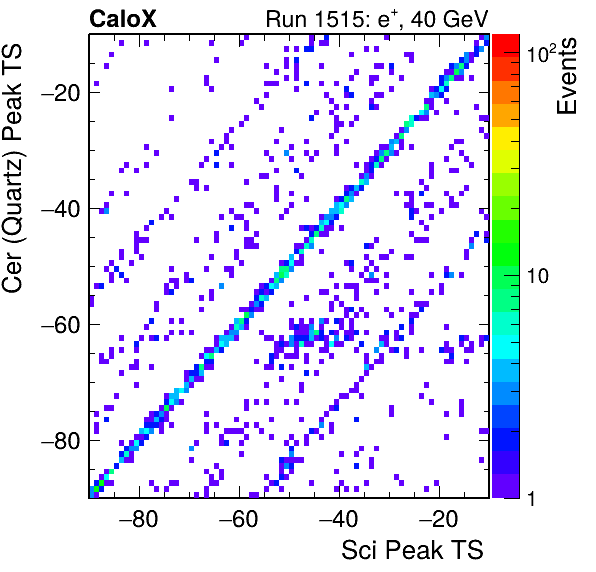 CaloX Run 1515: e⁺, 40 GeV
Cer (Quartz) Peak TS
−20
−40
−60
−80
−80 −60 −40 −20
Sci Peak TS
Events
10²
10
1